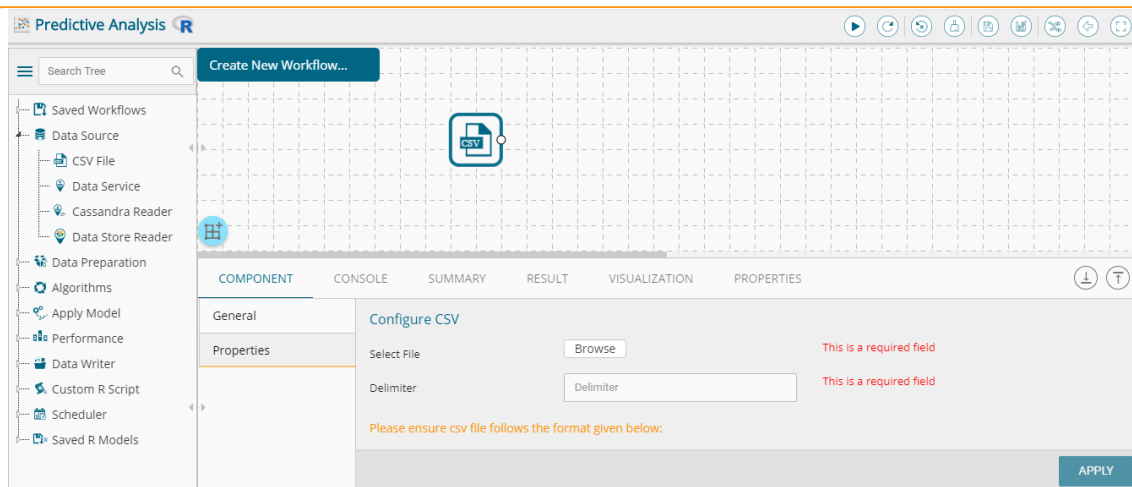 Predictive Analysis R
Search Tree
Create New Workflow...
Saved Workflows
Data Source
CSV File
Data Service
Cassandra Reader
Data Store Reader
Data Preparation
Algorithms
Apply Model
Performance
Data Writer
Custom R Script
Scheduler
Saved R Models
CSV
COMPONENT CONSOLE SUMMARY RESULT VISUALIZATION PROPERTIES
General
Properties
Configure CSV
Select File Browse This is a required field
Delimiter Delimiter This is a required field
Please ensure csv file follows the format given below:
APPLY